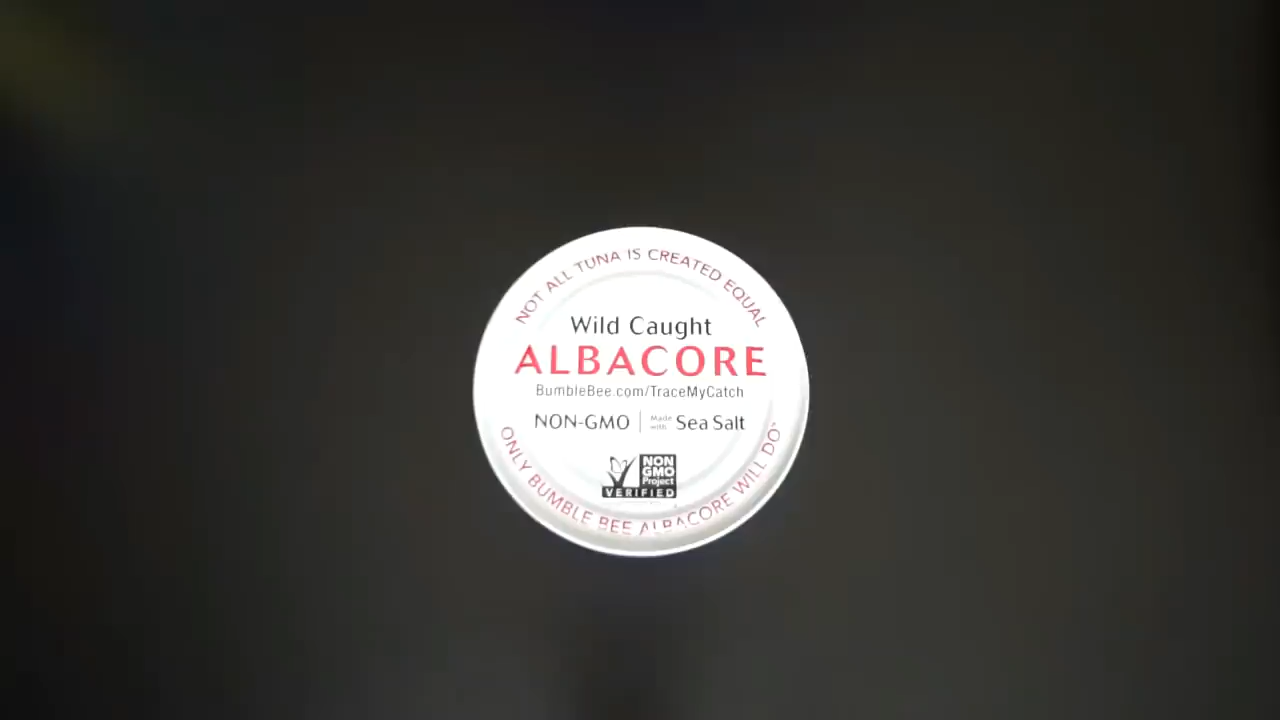 NOT ALL TUNA IS CREATED EQUAL
Wild Caught
ALBACORE
BumbleBee.com/TraceMyCatch
NON-GMO | Made with Sea Salt
NON
GMO
Project
VERIFIED
ONLY BUMBLE BEE ALBACORE WILL DO™